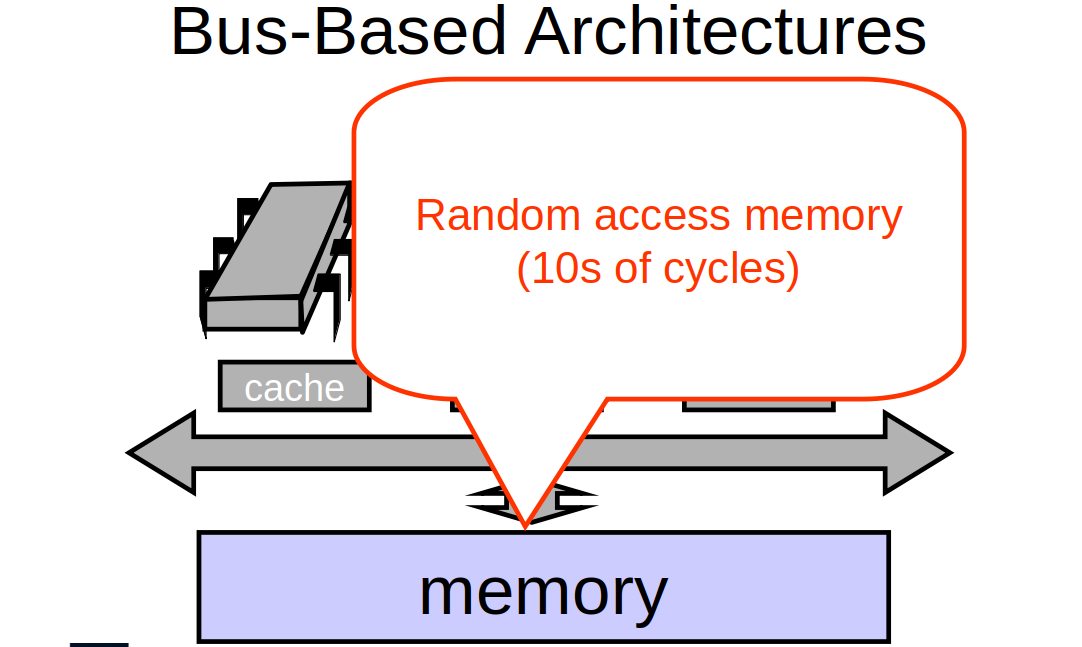 Bus-Based Architectures
Random access memory
(10s of cycles)
cache
memory